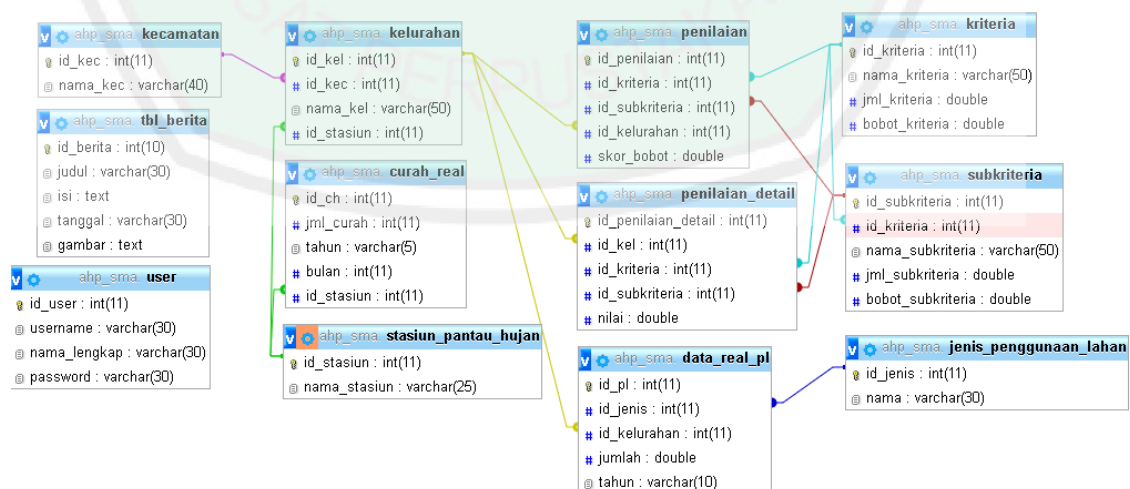 ahp_sma. kecamatan
id_kec : int(11)
nama_kec : varchar(40)
ahp_sma. tbl_berita
id_berita : int(10)
judul : varchar(30)
isi : text
tanggal : varchar(30)
gambar : text
ahp_sma. user
id_user : int(11)
username : varchar(30)
nama_lengkap : varchar(30)
password : varchar(30)
ahp_sma. kelurahan
id_kel : int(11)
id_kec : int(11)
nama_kel : varchar(50)
id_stasiun : int(11)
ahp_sma. curah_real
id_ch : int(11)
jml_curah : int(11)
tahun : varchar(5)
bulan : int(11)
id_stasiun : int(11)
ahp_sma. stasiun_pantau_hujan
id_stasiun : int(11)
nama_stasiun : varchar(25)
ahp_sma. penilaian
id_penilaian : int(11)
id_kriteria : int(11)
id_subkriteria : int(11)
id_kelurahan : int(11)
skor_bobot : double
ahp_sma. penilaian_detail
id_penilaian_detail : int(11)
id_kel : int(11)
id_kriteria : int(11)
id_subkriteria : int(11)
nilai : double
ahp_sma. data_real_pl
id_pl : int(11)
id_jenis : int(11)
id_kelurahan : int(11)
jumlah : double
tahun : varchar(10)
ahp_sma. kriteria
id_kriteria : int(11)
nama_kriteria : varchar(50)
jml_kriteria : double
bobot_kriteria : double
ahp_sma. subkriteria
id_subkriteria : int(11)
id_kriteria : int(11)
nama_subkriteria : varchar(50)
jml_subkriteria : double
bobot_subkriteria : double
ahp_sma. jenis_penggunaan_lahan
id_jenis : int(11)
nama : varchar(30)